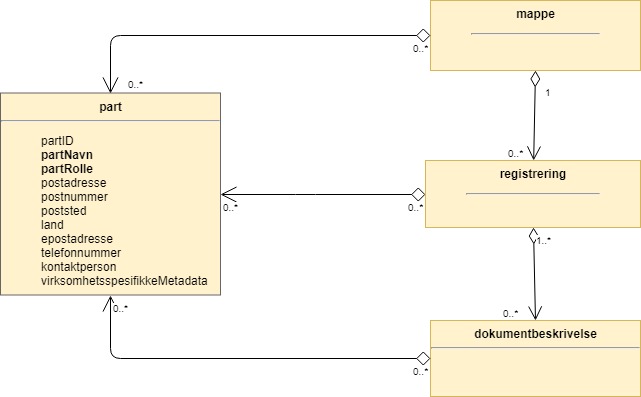 mappe
0..*
0..*
1
part
partID
partNavn
partRolle
postadresse
postnummer
poststed
land
epostadresse
telefonnummer
kontaktperson
virksomhetsspesifikkeMetadata
0..*
registrering
0..*
0..*
1..*
0..*
0..*
dokumentbeskrivelse
0..*